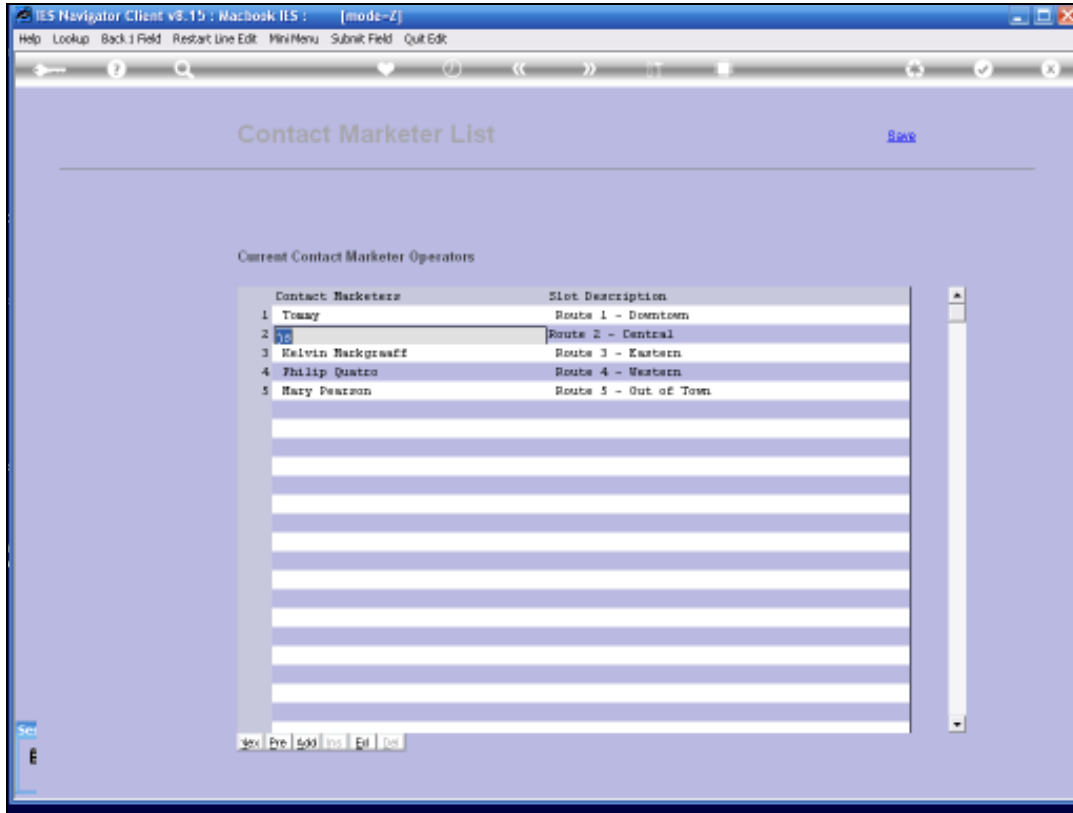 IES Navigator Client v8.15 : Macbook IES : [mode=Z]
Help Lookup Back 1 Field Restart Line Edit MiniMenu Submit Field Quit Edit
Contact Marketer List
Save
Current Contact Marketer Operators
Contact Marketers Slot Description
1 Tommy Route 1 - Downtown
2 Route 2 - Central
3 Kelvin Markgraaff Route 3 - Eastern
4 Philip Quatro Route 4 - Western
5 Mary Pearson Route 5 - Out of Town
Nex Pre Add Ins Del